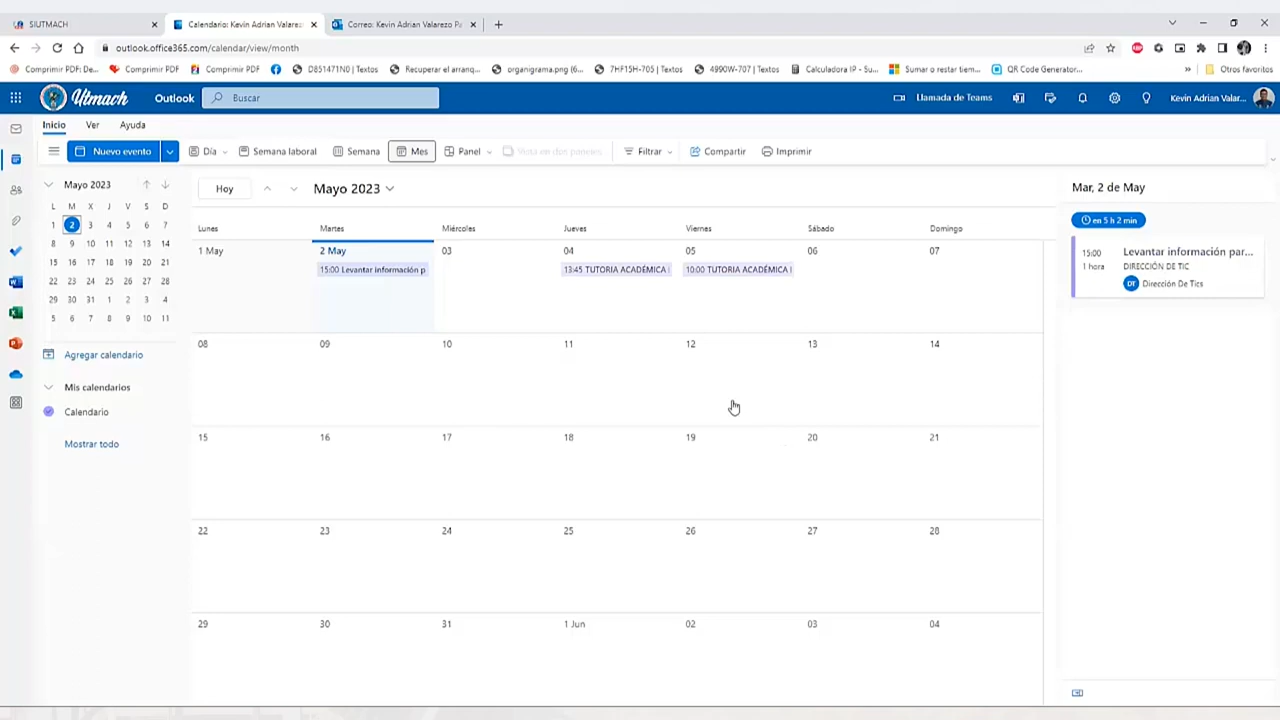 SIUTMACH
Calendario: Kevin Adrian Valarez
Correo: Kevin Adrian Valarezo Pa
outlook.office365.com/calendar/view/month
Comprimir PDF: De...
Comprimir PDF
Comprimir PDF
D851471N0 | Textos
Recuperar el arranq...
organigrama.png (6...
7HF15H-705 | Textos
4990W-707 | Textos
Calculadora IP - Su...
Sumar o restar tiem...
QR Code Generator...
»
Otros favoritos
Utmach
Outlook
Buscar
Llamada de Teams
Kevin Adrian Valar...
Inicio
Ver
Ayuda
Nuevo evento
Día
Semana laboral
Semana
Mes
Panel
Vista en dos paneles
Filtrar
Compartir
Imprimir
Mayo 2023
L M X J V S D
1 2 3 4 5 6 7
8 9 10 11 12 13 14
15 16 17 18 19 20 21
22 23 24 25 26 27 28
29 30 31 1 2 3 4
5 6 7 8 9 10 11
Agregar calendario
Mis calendarios
Calendario
Mostrar todo
Hoy
Mayo 2023
Lunes Martes Miércoles Jueves Viernes Sábado Domingo
1 May 2 May 03 04 05 06 07
15:00 Levantar información p
13:45 TUTORIA ACADÉMICA
10:00 TUTORIA ACADÉMICA
08 09 10 11 12 13 14
15 16 17 18 19 20 21
22 23 24 25 26 27 28
29 30 31 1 Jun 02 03 04
Mar, 2 de May
en 5 h 2 min
15:00 Levantar información par...
1 hora DIRECCIÓN DE TIC
DT Dirección De Tics